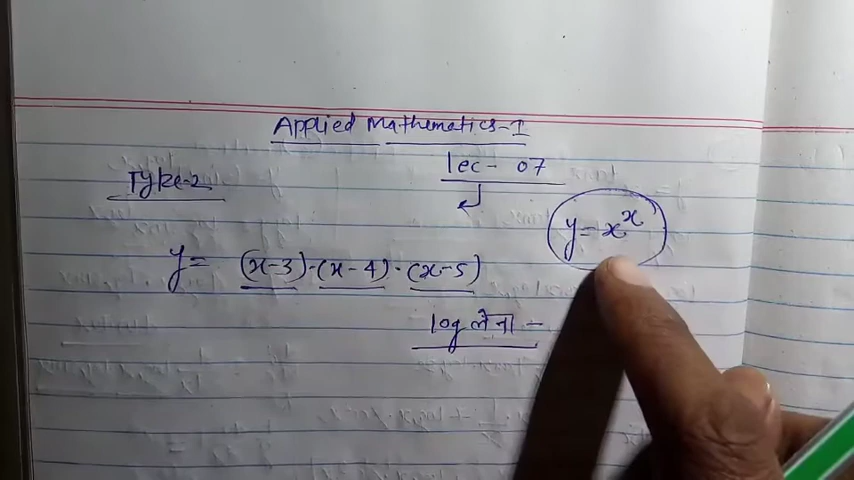 Applied Mathematics-I
lec- 07
Type-2
y = x^x
y = (x-3)·(x-4)·(x-5)
log लेना –